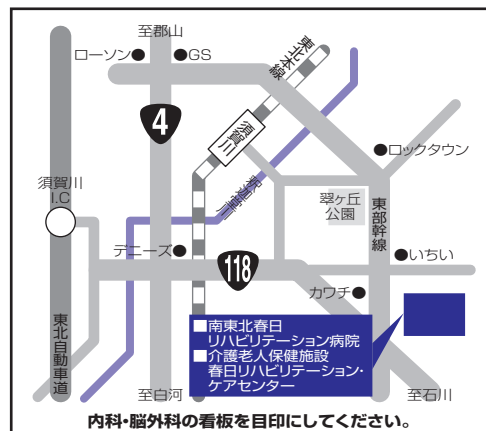 至郡山
ローソン
GS
東北本線
4
須賀川
ロックタウン
須賀川
I.C
釈迦堂川
翠ヶ丘
公園
東部幹線
デニーズ
118
いちい
カワチ
東北自動車道
■南東北春日
リハビリテーション病院
■介護老人保健施設
春日リハビリテーション・
ケアセンター
至白河
至石川
内科・脳外科の看板を目印にしてください。